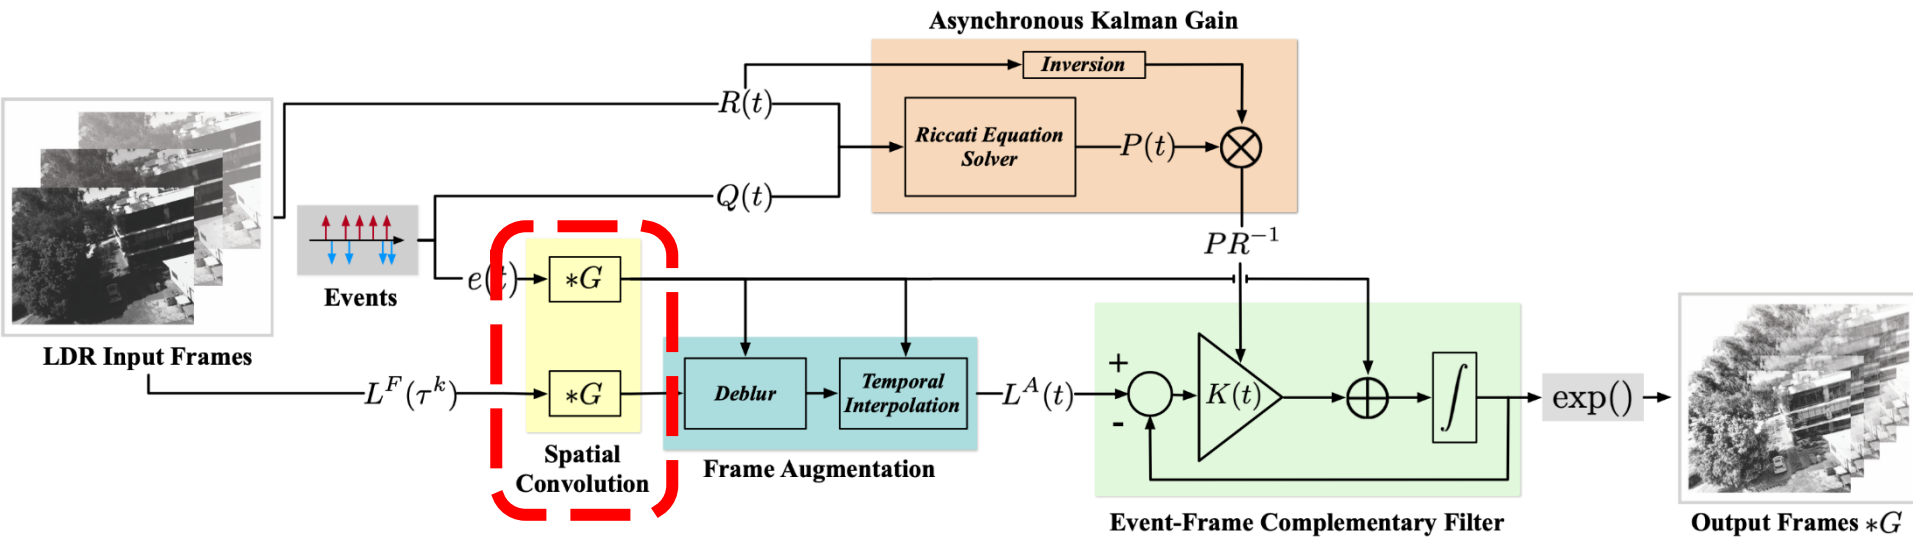 Asynchronous Kalman Gain
Inversion
R(t)
Riccati Equation
Solver
P(t)
Q(t)
PR⁻¹
e(t)
∗G
Events
LDR Input Frames
L^F(τ^k)
∗G
Deblur
Temporal
Interpolation
L^A(t)
+
-
K(t)
∫
exp()
Spatial
Convolution
Frame Augmentation
Event-Frame Complementary Filter
Output Frames ∗G